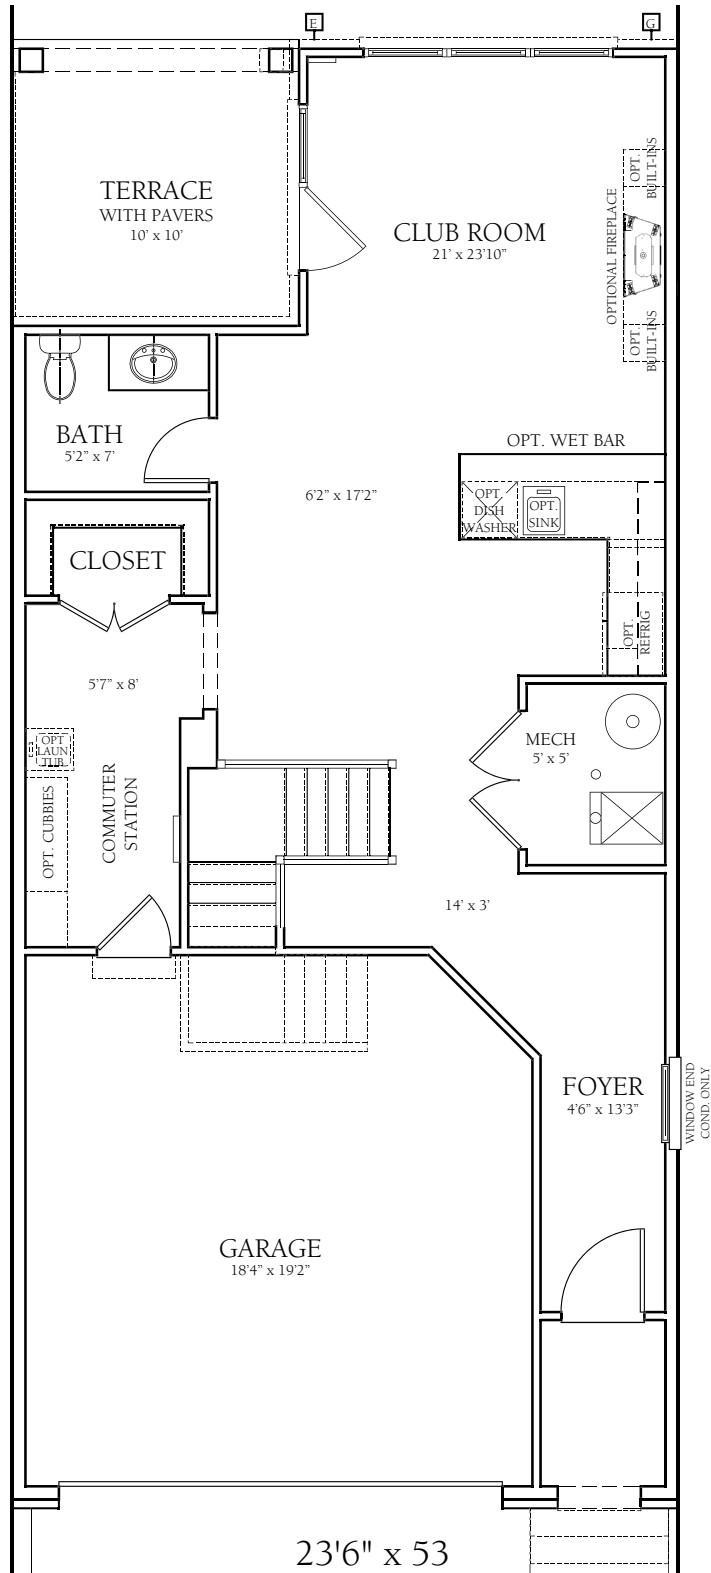 E
G
TERRACE
WITH PAVERS
10' x 10'
CLUB ROOM
21' x 23'10"
OPT.
BUILT-INS
OPTIONAL FIREPLACE
OPT.
BUILT-INS
BATH
5'2" x 7'
OPT. WET BAR
6'2" x 17'2"
OPT.
DISH
WASHER
OPT.
SINK
CLOSET
OPT.
REFRIG
5'7" x 8'
OPT
LAUN
TUB
MECH
5' x 5'
COMMUTER
STATION
OPT. CUBBIES
14' x 3'
FOYER
4'6" x 13'3"
WINDOW END
COND. ONLY
GARAGE
18'4" x 19'2"
23'6" x 53